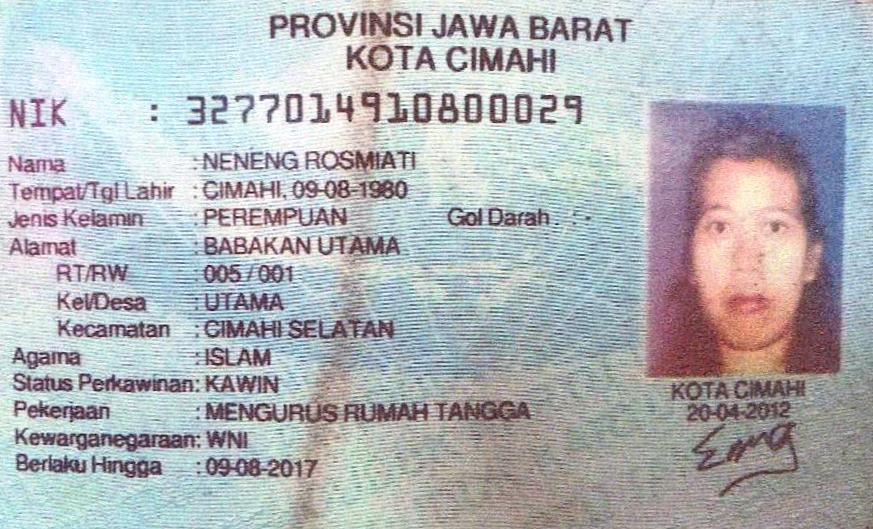 PROVINSI JAWA BARAT
KOTA CIMAHI
NIK : 3277014910800029
Nama : NENENG ROSMIATI
Tempat/Tgl Lahir : CIMAHI, 09-08-1980
Jenis Kelamin : PEREMPUAN Gol Darah : -
Alamat : BABAKAN UTAMA
RT/RW : 005 / 001
Kel/Desa : UTAMA
Kecamatan : CIMAHI SELATAN
Agama : ISLAM
Status Perkawinan: KAWIN
Pekerjaan : MENGURUS RUMAH TANGGA
Kewarganegaraan: WNI
Berlaku Hingga : 09-08-2017
KOTA CIMAHI
20-04-2012